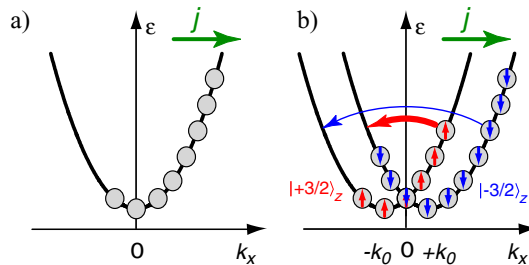 a)
ε
j
0
k_x
b)
ε
j
|+3/2⟩_z
|-3/2⟩_z
-k_0 0 +k_0
k_x